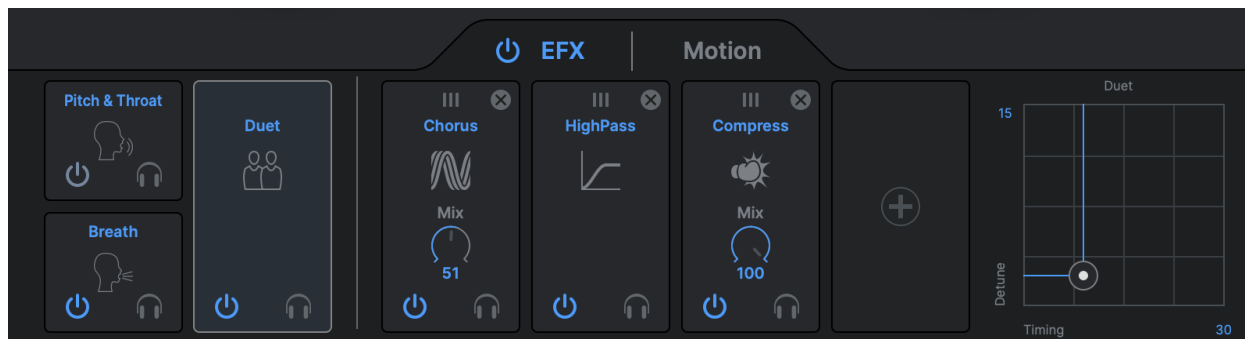 EFX
Motion
Pitch & Throat
Breath
Duet
Chorus
Mix
51
HighPass
Compress
Mix
100
Duet
15
Detune
Timing
30